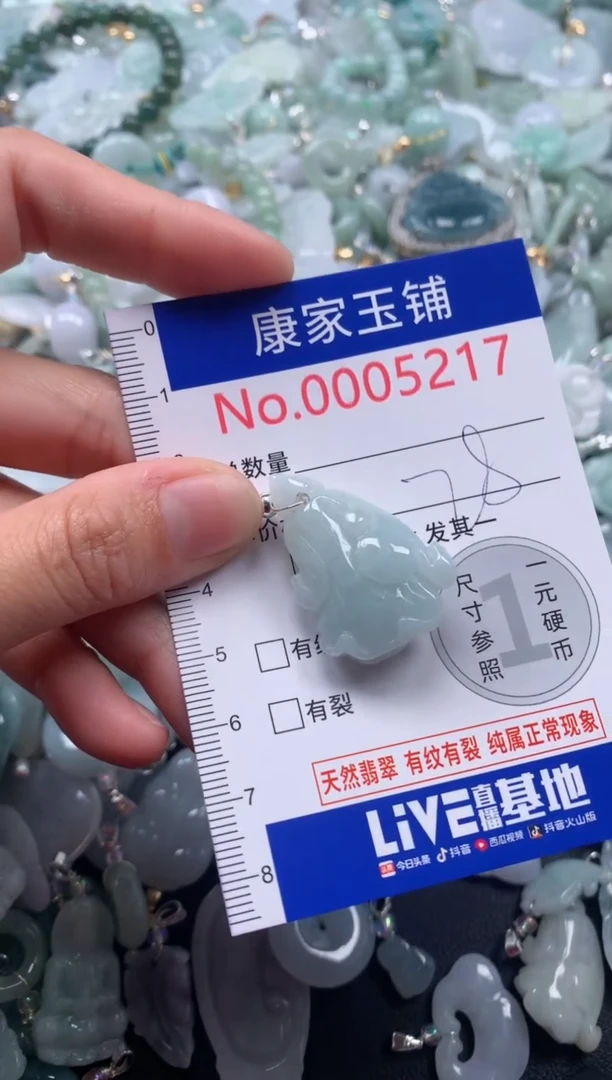 康家玉铺
No.0005217
0
1
数量
78
价
发其一
4
1
尺寸参照
一元硬币
5
有纹
6
有裂
天然翡翠 有纹有裂 纯属正常现象
7
LiVE直播基地
8
今日头条 抖音 西瓜视频 抖音火山版